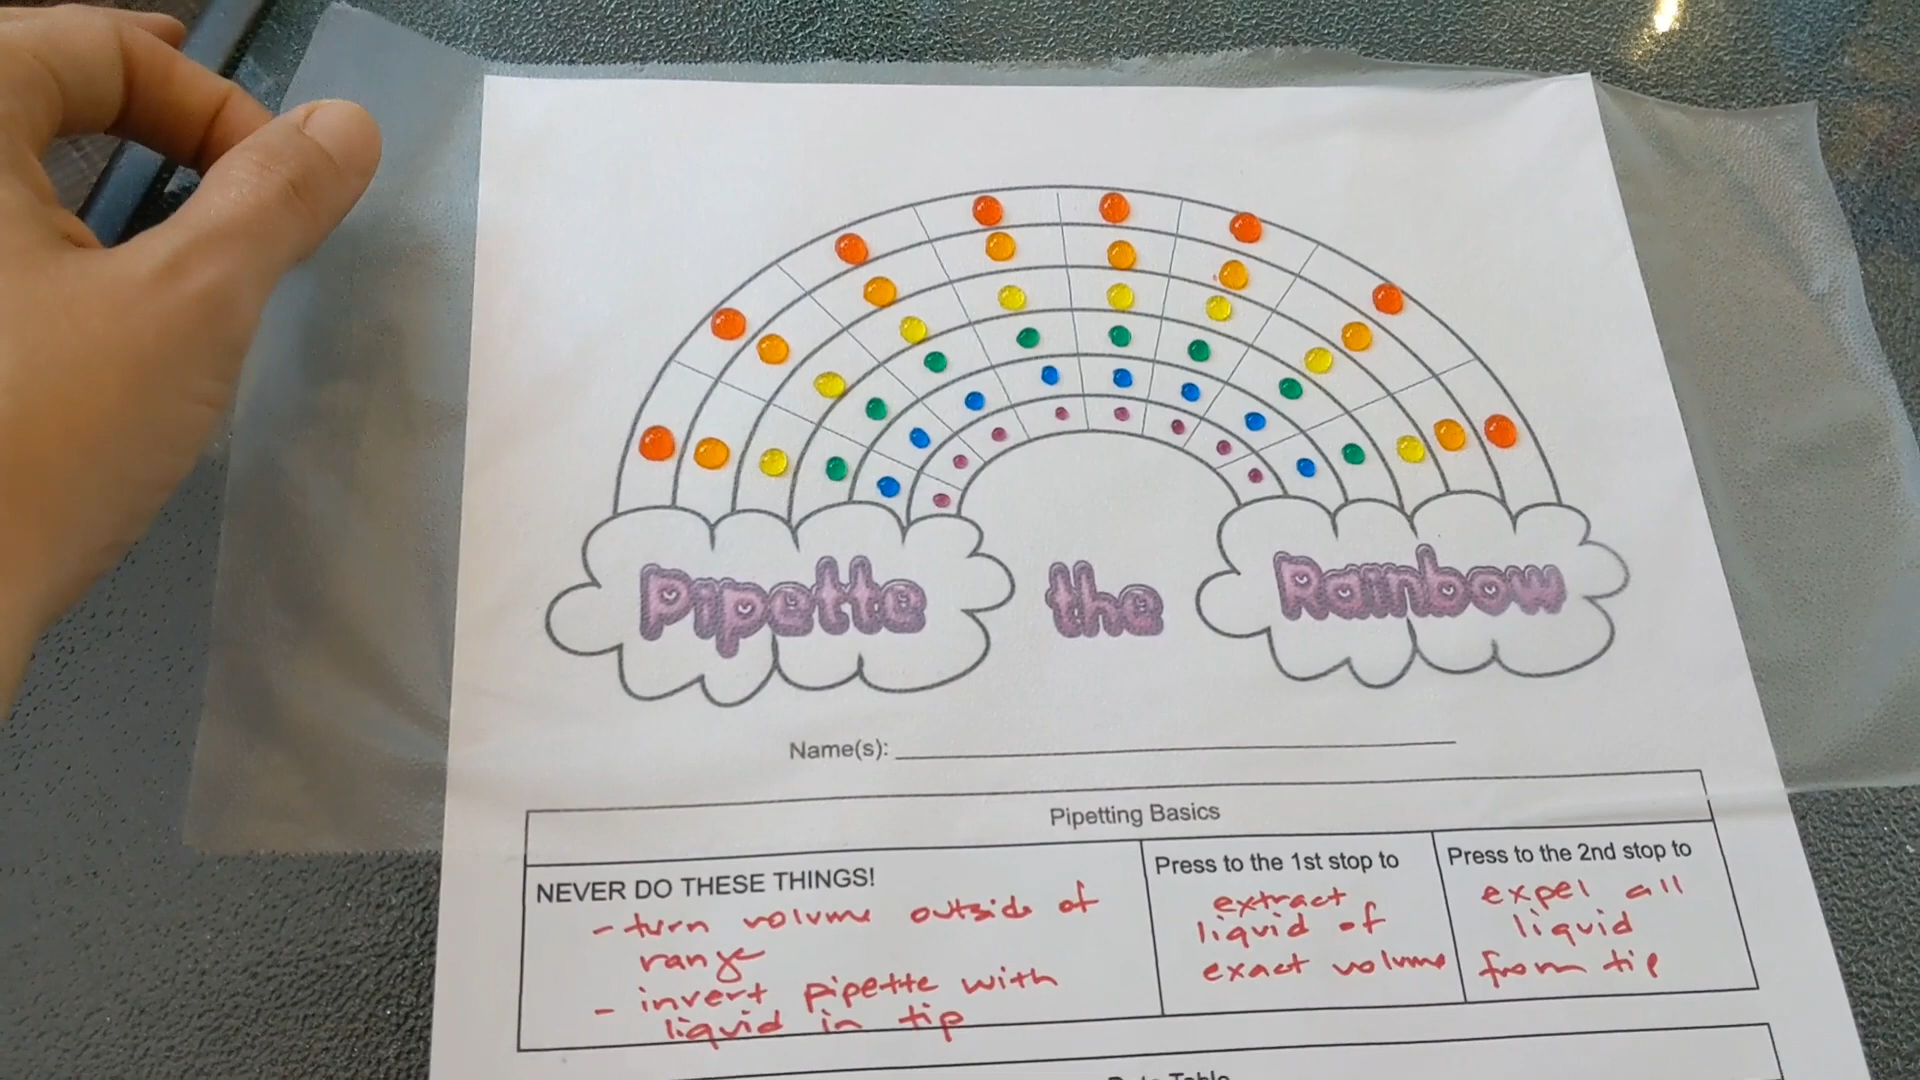 Pipette the Rainbow
Name(s):
Pipetting Basics
NEVER DO THESE THINGS!
- turn volume outside of
range
- invert pipette with
liquid in tip
Press to the 1st stop to
extract
liquid of
exact volume
Press to the 2nd stop to
expel all
liquid
from tip
Data Table